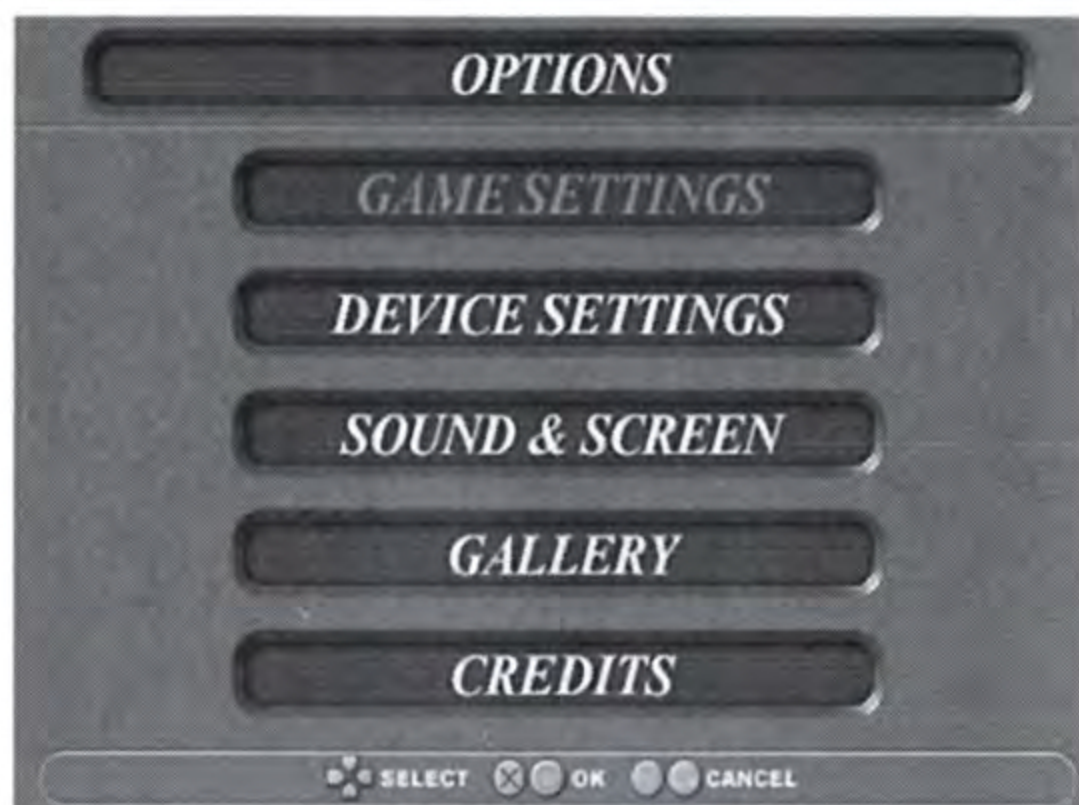 OPTIONS
GAME SETTINGS
DEVICE SETTINGS
SOUND & SCREEN
GALLERY
CREDITS
SELECT OK CANCEL